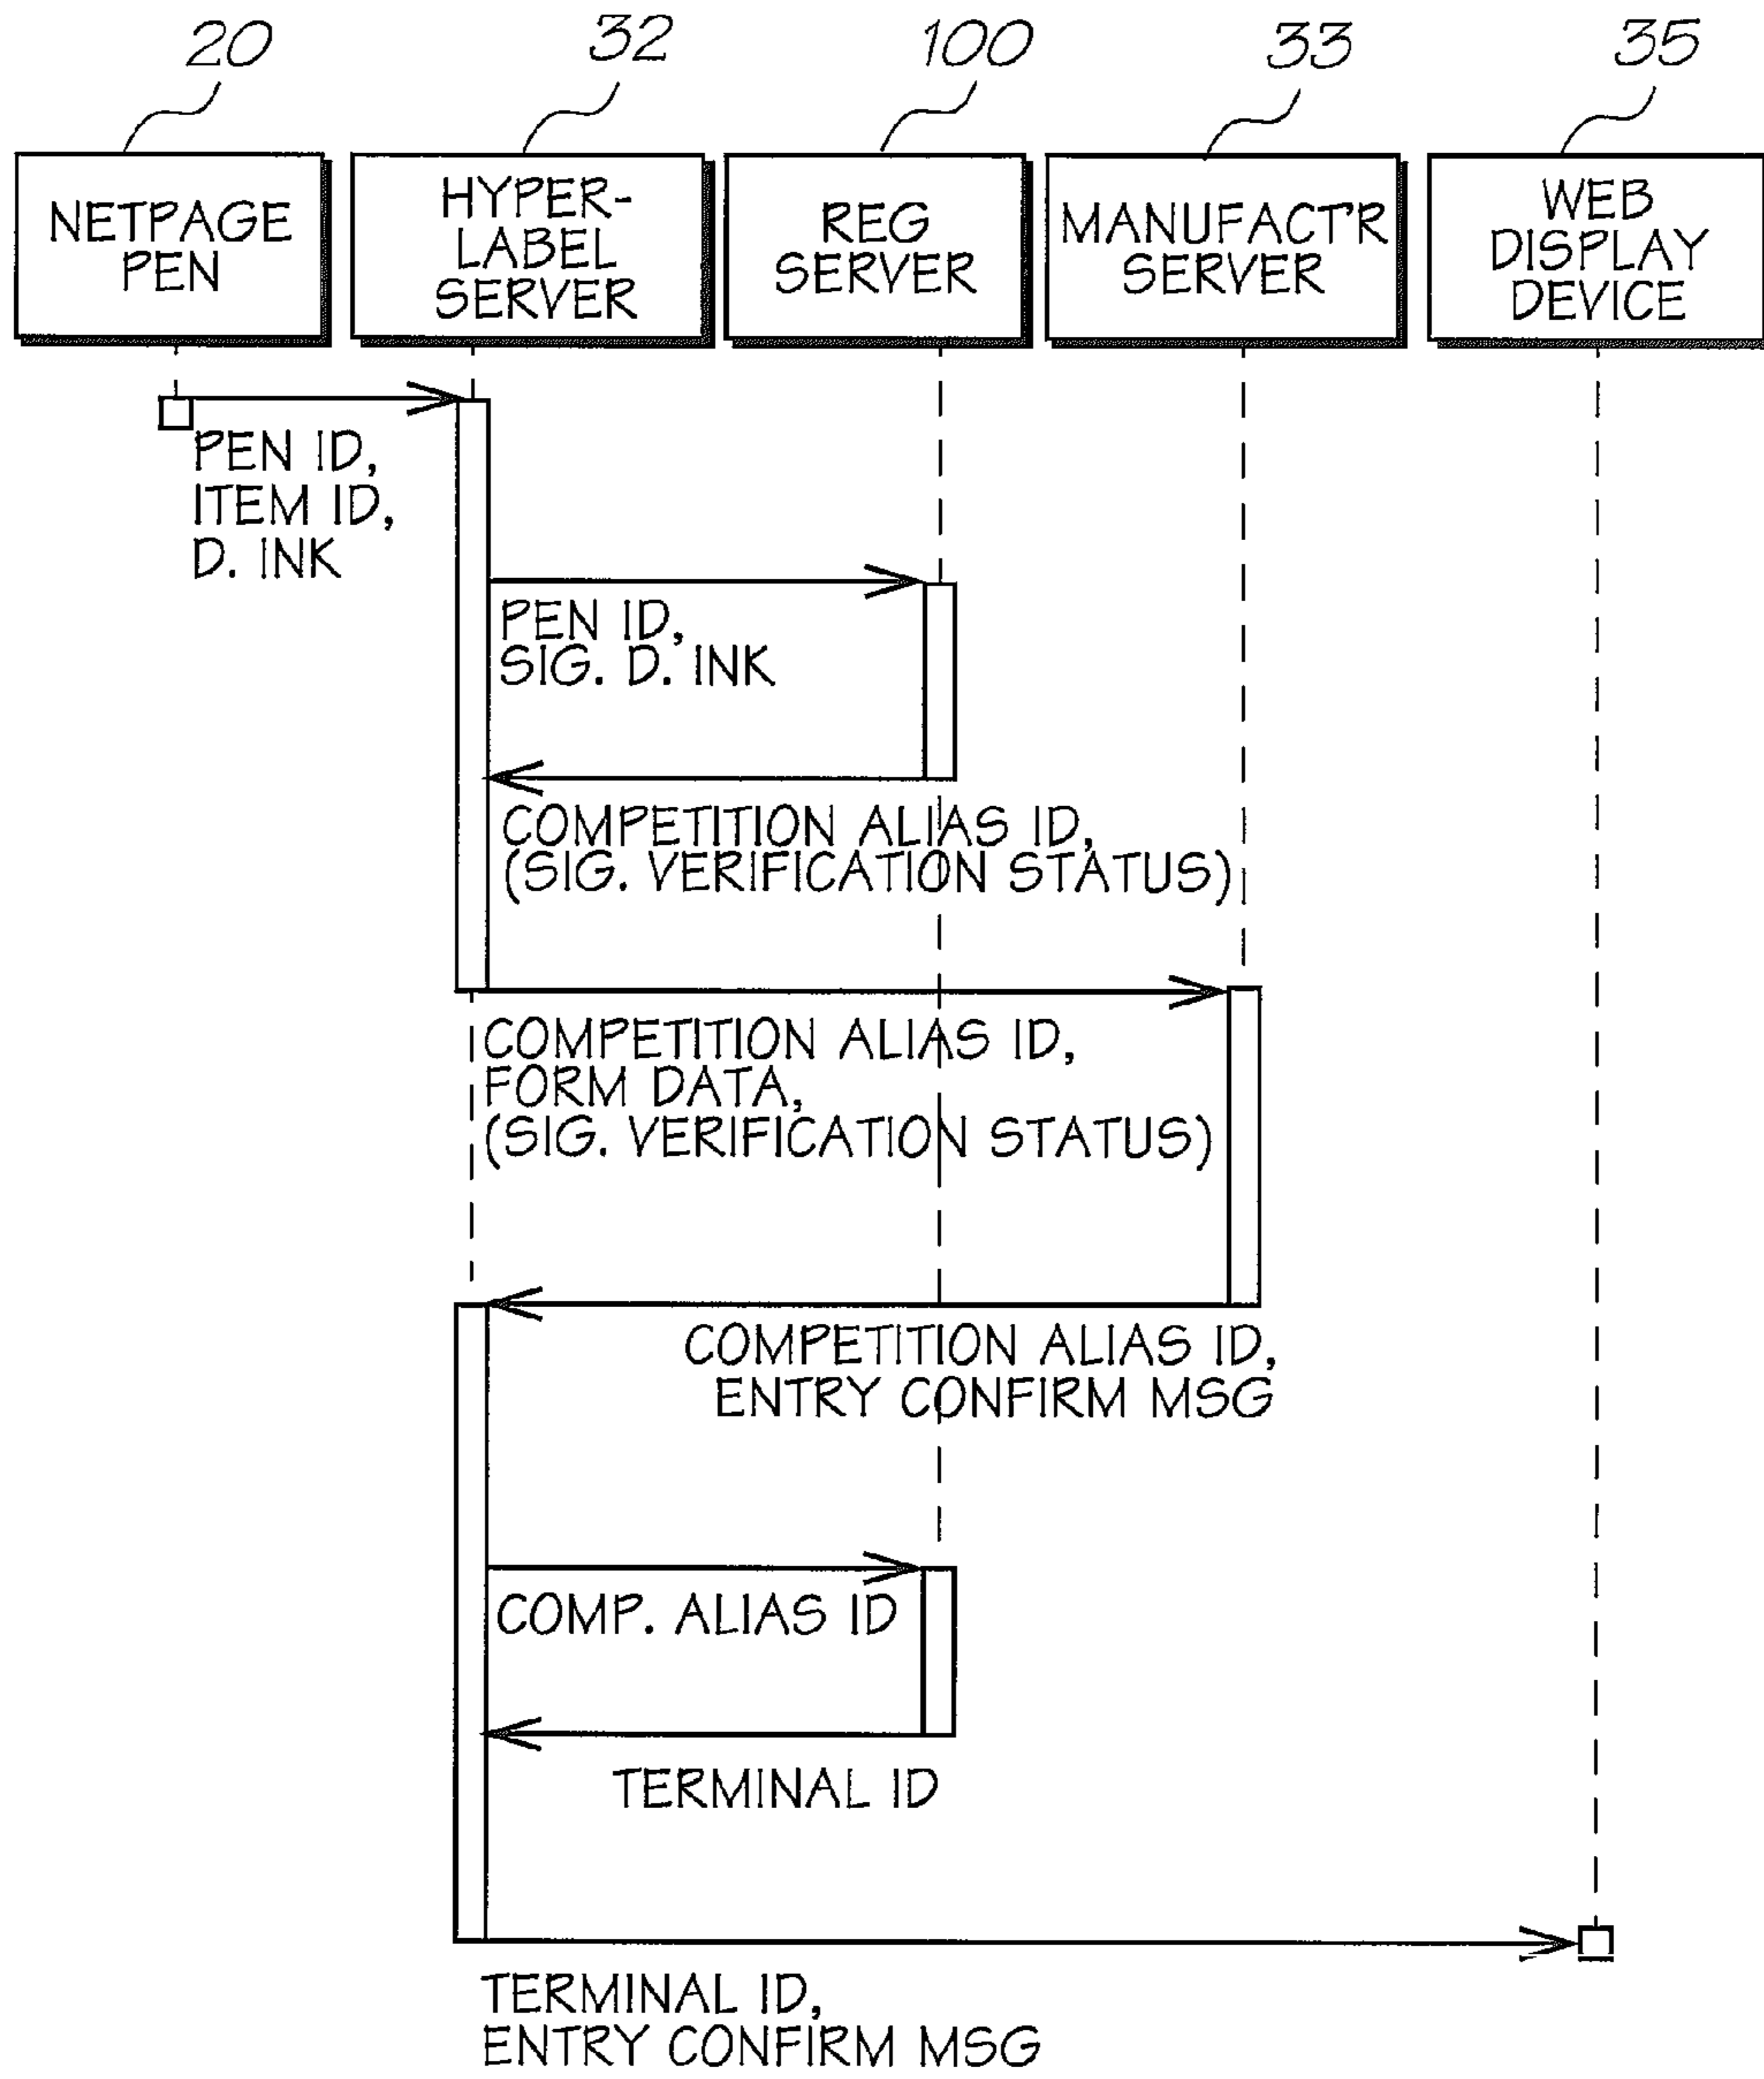 20
32
100
33
35
NETPAGE
PEN
HYPER-
LABEL
SERVER
REG
SERVER
MANUFACT'R
SERVER
WEB
DISPLAY
DEVICE
PEN ID,
ITEM ID,
D. INK
PEN ID,
SIG. D. INK
COMPETITION ALIAS ID,
(SIG. VERIFICATION STATUS)
COMPETITION ALIAS ID,
FORM DATA,
(SIG. VERIFICATION STATUS)
COMPETITION ALIAS ID,
ENTRY CONFIRM MSG
COMP. ALIAS ID
TERMINAL ID
TERMINAL ID,
ENTRY CONFIRM MSG